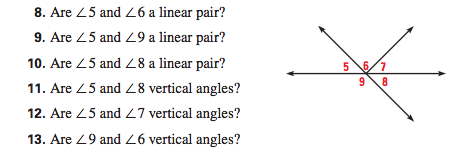 8. Are ∠5 and ∠6 a linear pair?
9. Are ∠5 and ∠9 a linear pair?
10. Are ∠5 and ∠8 a linear pair?
11. Are ∠5 and ∠8 vertical angles?
12. Are ∠5 and ∠7 vertical angles?
13. Are ∠9 and ∠6 vertical angles?
5 6 7
9 8